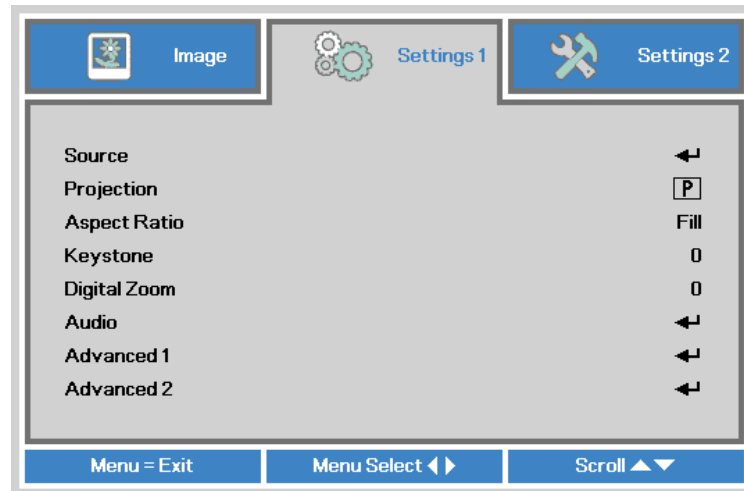 Image Settings 1 Settings 2
Source
Projection P
Aspect Ratio Fill
Keystone 0
Digital Zoom 0
Audio
Advanced 1
Advanced 2
Menu = Exit Menu Select Scroll